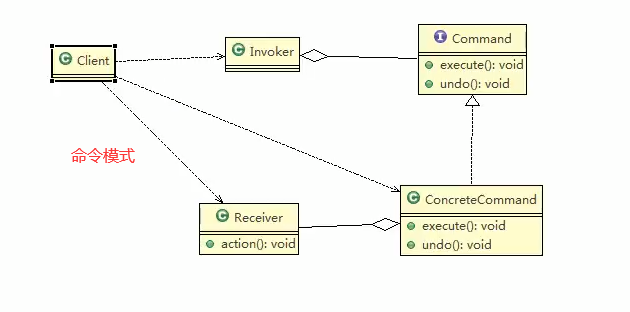 Client
Invoker
Command
execute(): void
undo(): void
命令模式
Receiver
action(): void
ConcreteCommand
execute(): void
undo(): void